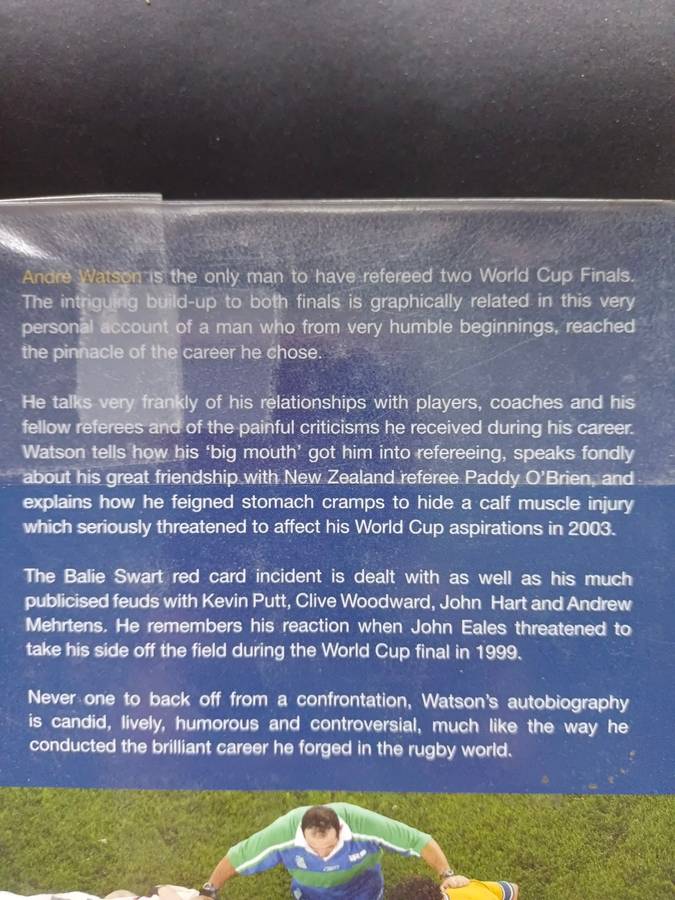 André Watson is the only man to have refereed two World Cup Finals.
The intriguing build-up to both finals is graphically related in this very
personal account of a man who from very humble beginnings, reached
the pinnacle of the career he chose.
He talks very frankly of his relationships with players, coaches and his
fellow referees and of the painful criticisms he received during his career.
Watson tells how his ‘big mouth’ got him into refereeing, speaks fondly
about his great friendship with New Zealand referee Paddy O’Brien, and
explains how he feigned stomach cramps to hide a calf muscle injury
which seriously threatened to affect his World Cup aspirations in 2003.
The Balie Swart red card incident is dealt with as well as his much
publicised feuds with Kevin Putt, Clive Woodward, John Hart and Andrew
Mehrtens. He remembers his reaction when John Eales threatened to
take his side off the field during the World Cup final in 1999.
Never one to back off from a confrontation, Watson’s autobiography
is candid, lively, humorous and controversial, much like the way he
conducted the brilliant career he forged in the rugby world.